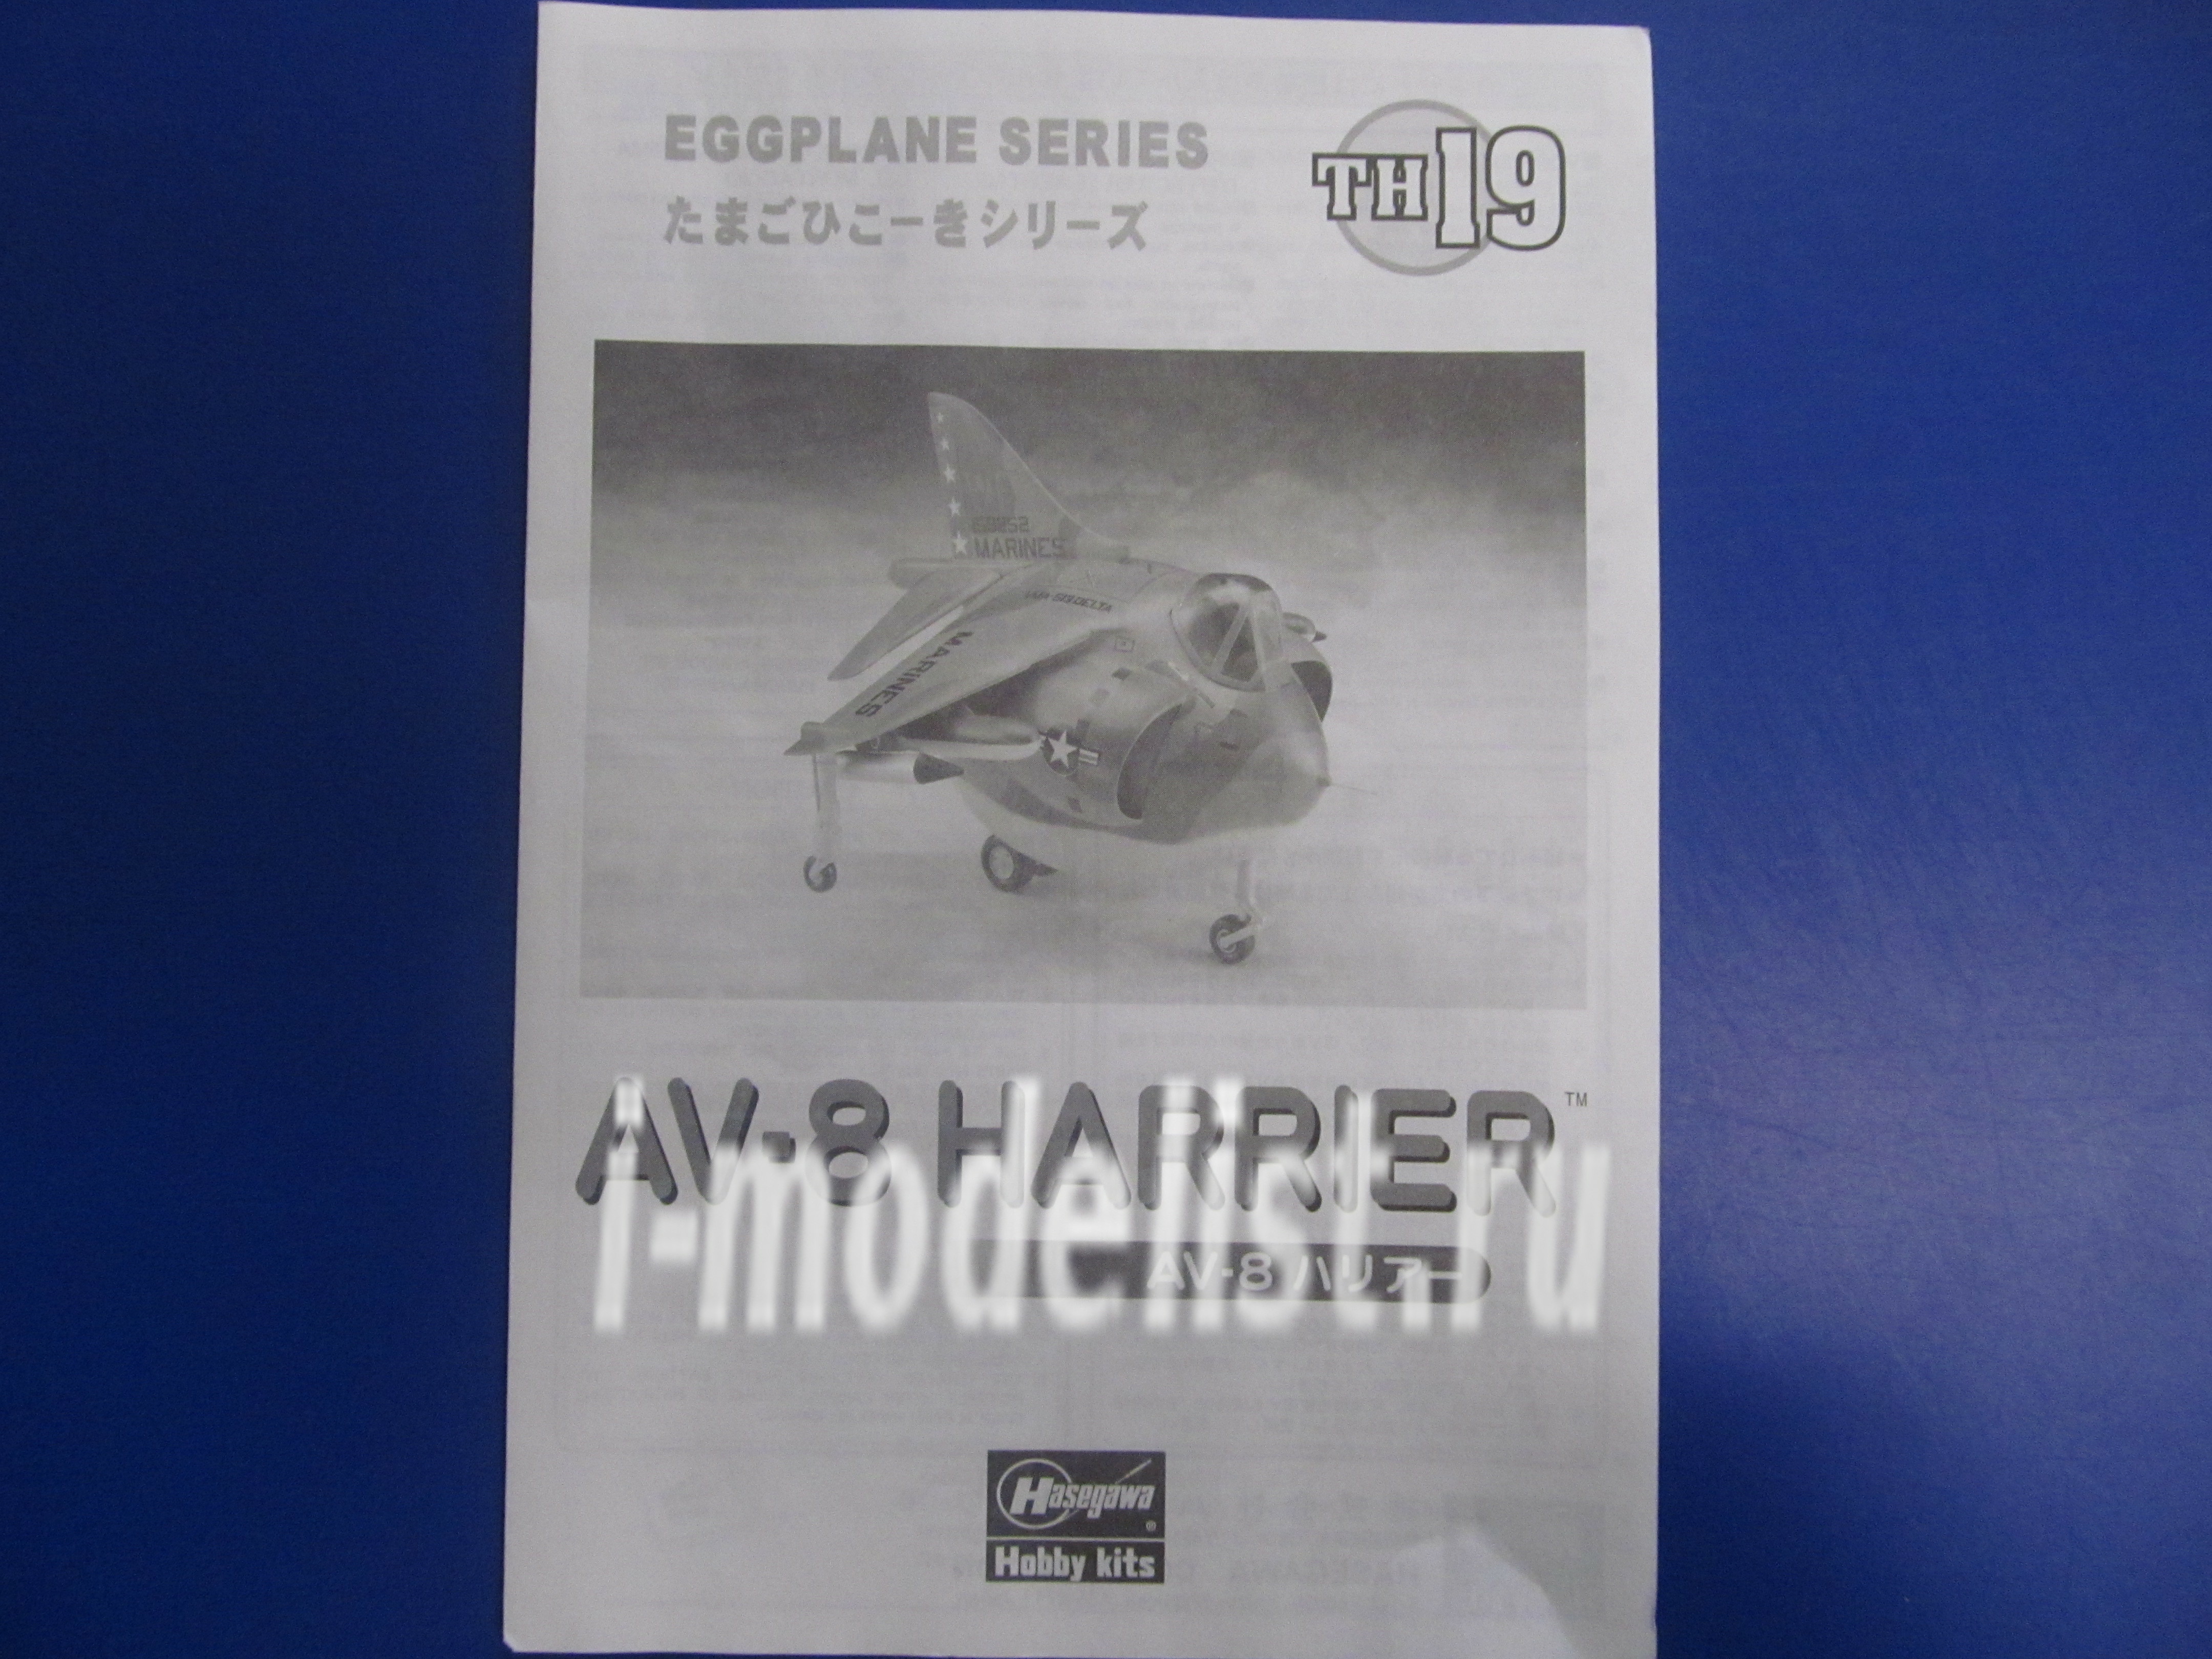 EGGPLANE SERIES
たまごひこーきシリーズ
TH19
MARINES
MARINES
AV-8 HARRIER™
i-modelist.ru
AV-8 ハリアー
Hasegawa®
Hobby kits